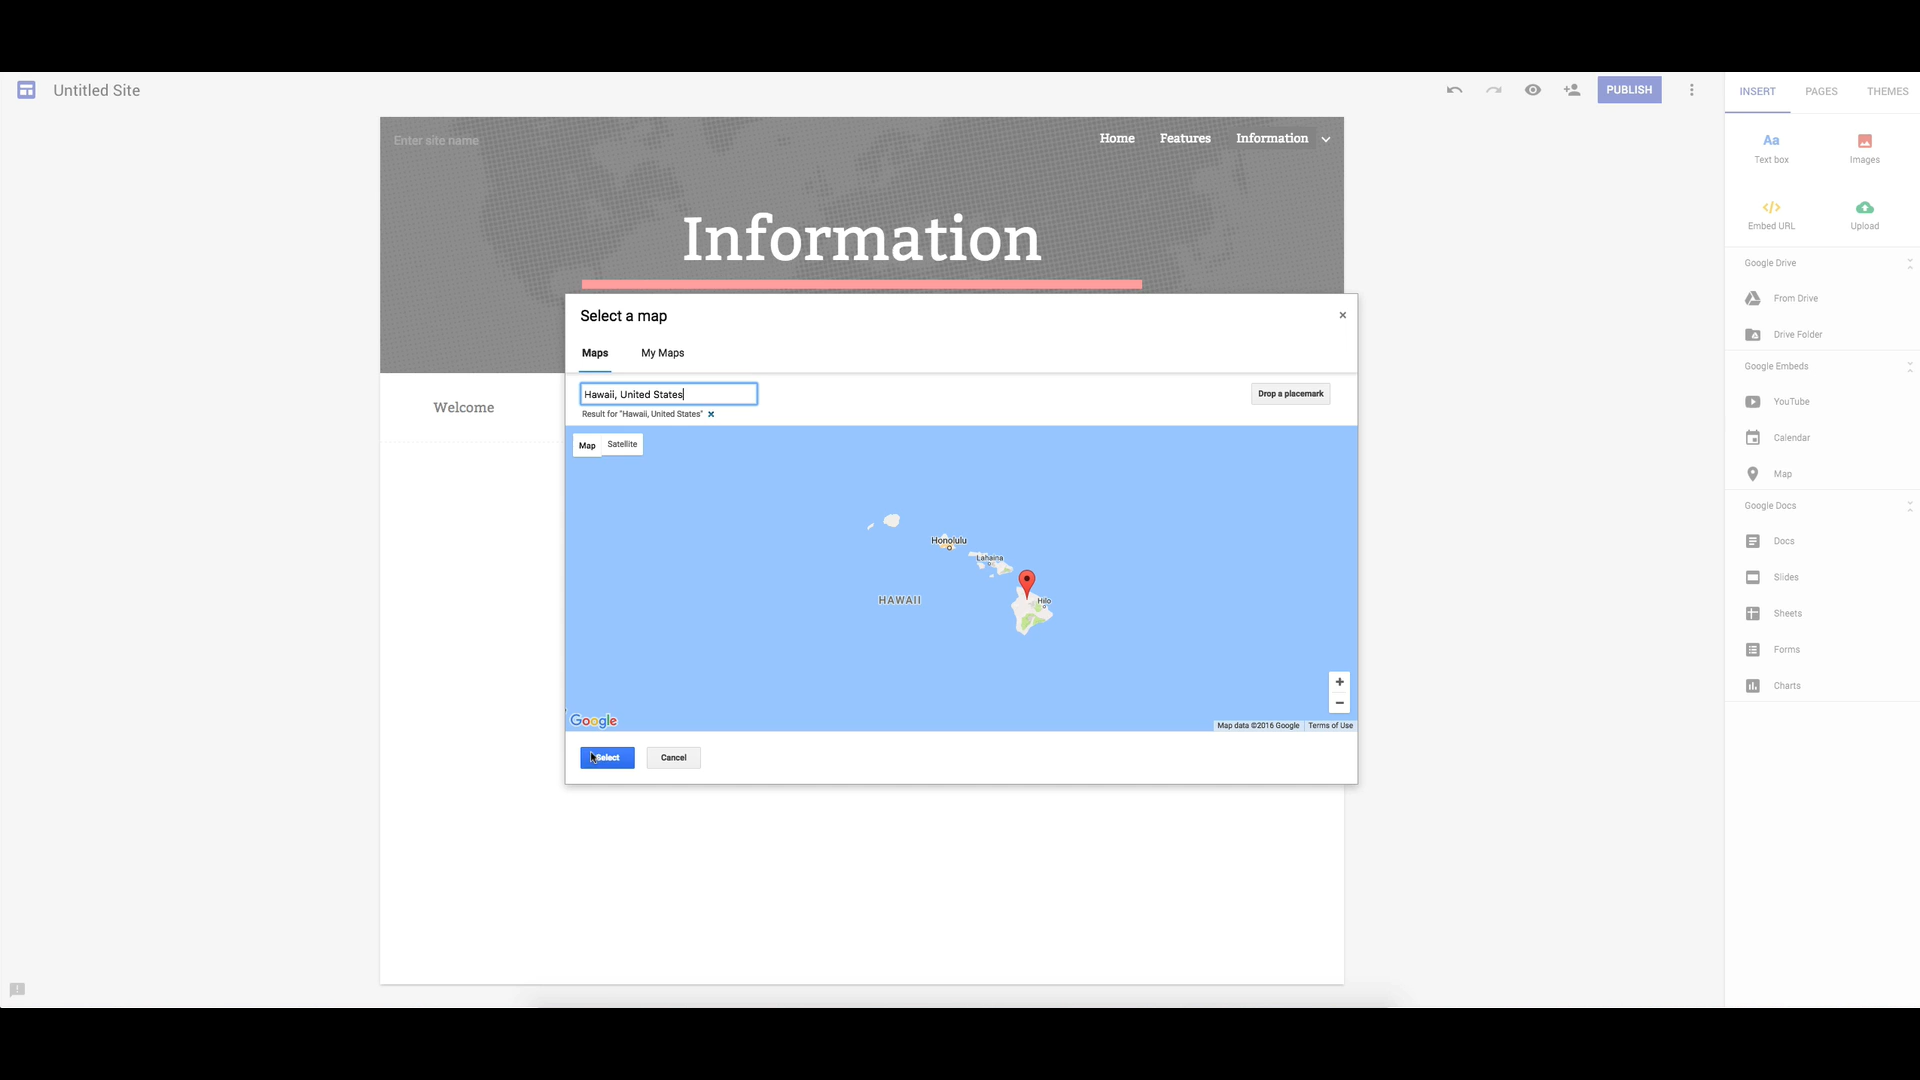 Untitled Site
PUBLISH
INSERT PAGES THEMES
Enter site name
Home Features Information
Information
Aa
Text box
Images
Embed URL
Upload
Google Drive
From Drive
Drive Folder
Google Embeds
YouTube
Calendar
Map
Google Docs
Docs
Slides
Sheets
Forms
Charts
Welcome
Select a map
Maps My Maps
Hawaii, United States
Drop a placemark
Result for "Hawaii, United States"
Map Satellite
Honolulu
Lahaina
HAWAII
Hilo
Google
Map data ©2016 Google Terms of Use
Select Cancel